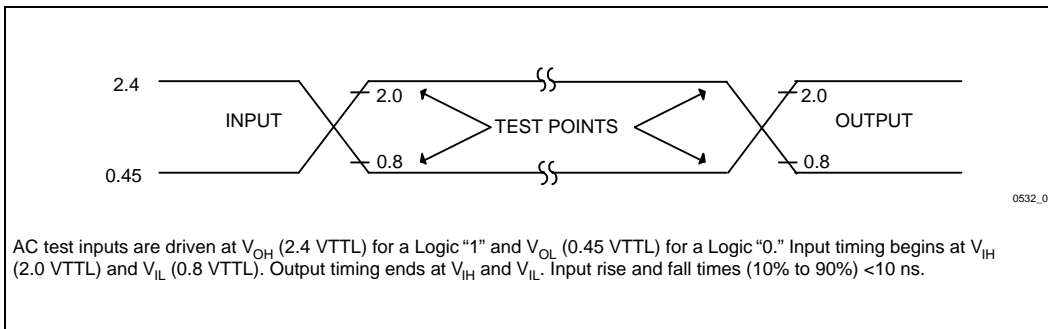 2.4
2.0
2.0
INPUT
TEST POINTS
OUTPUT
0.8
0.8
0.45
0532_0
AC test inputs are driven at VOH (2.4 VTTL) for a Logic “1” and VOL (0.45 VTTL) for a Logic “0.” Input timing begins at VIH
(2.0 VTTL) and VIL (0.8 VTTL). Output timing ends at VIH and VIL. Input rise and fall times (10% to 90%) <10 ns.